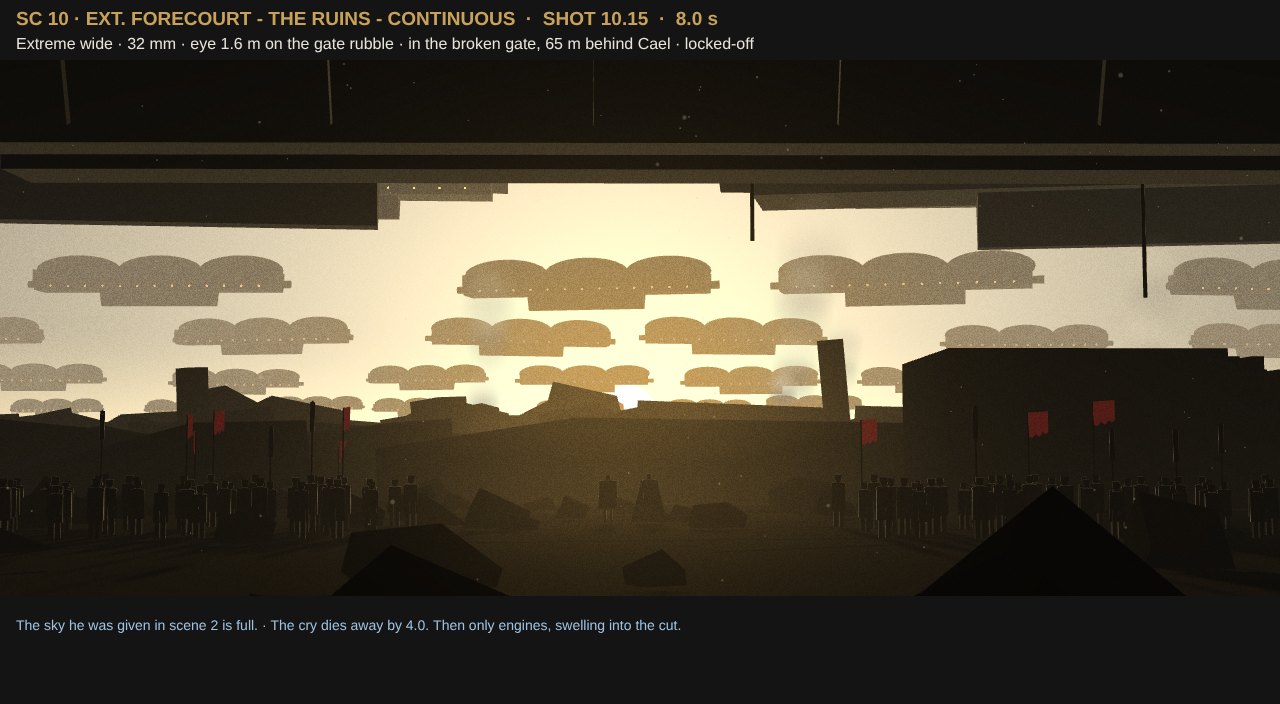 SC 10 · EXT. FORECOURT - THE RUINS - CONTINUOUS · SHOT 10.15 · 8.0 s
Extreme wide · 32 mm · eye 1.6 m on the gate rubble · in the broken gate, 65 m behind Cael · locked-off
The sky he was given in scene 2 is full. · The cry dies away by 4.0. Then only engines, swelling into the cut.